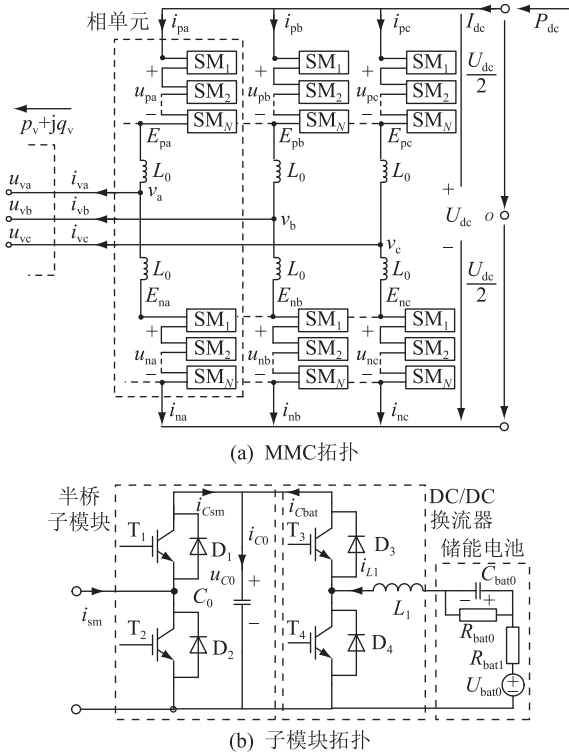 相单元 i_pa i_pb i_pc I_dc P_dc
SM_1 SM_1 SM_1
+ u_pa − SM_2 + u_pb − SM_2 + u_pc − SM_2 U_dc/2
SM_N SM_N SM_N
p_v+jq_v E_pa E_pb E_pc
L_0 L_0 L_0
u_va i_va v_a
u_vb i_vb v_b + U_dc − o
u_vc i_vc v_c
L_0 L_0 L_0 U_dc/2
E_na E_nb E_nc
SM_1 SM_1 SM_1
+ u_na − SM_2 + u_nb − SM_2 + u_nc − SM_2
SM_N SM_N SM_N
i_na i_nb i_nc
(a) MMC拓扑
半桥 i_Csm i_Cbat DC/DC
子模块 换流器
T_1 D_1 i_C0 T_3 D_3 储能电池
u_C0 + − i_L1 C_bat0
i_sm C_0 L_1 − +
T_2 D_2 T_4 D_4 R_bat0
R_bat1
U_bat0 + −
(b) 子模块拓扑